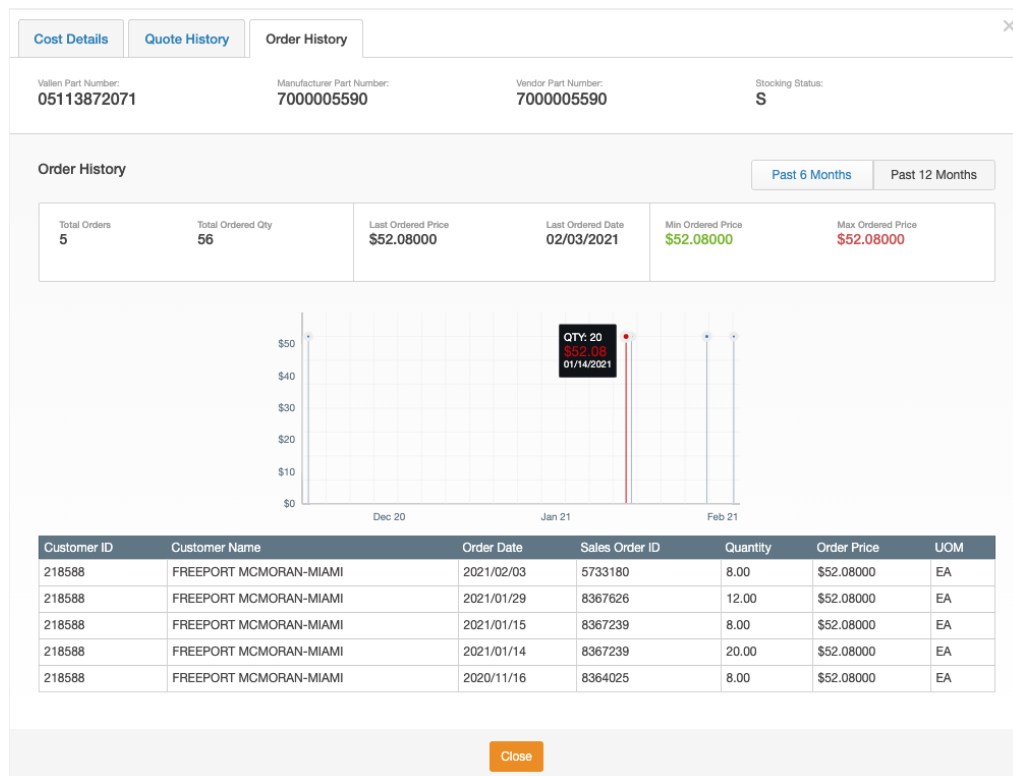 Cost Details Quote History Order History ×
Vallen Part Number: Manufacturer Part Number: Vendor Part Number: Stocking Status:
05113872071 7000005590 7000005590 S
Order History Past 6 Months Past 12 Months
Total Orders Total Ordered Qty Last Ordered Price Last Ordered Date Min Ordered Price Max Ordered Price
5 56 $52.08000 02/03/2021 $52.08000 $52.08000
QTY: 20
$52.08
01/14/2021
$50
$40
$30
$20
$10
$0
Dec 20 Jan 21 Feb 21
Customer ID Customer Name Order Date Sales Order ID Quantity Order Price UOM
218588 FREEPORT MCMORAN-MIAMI 2021/02/03 5733180 8.00 $52.08000 EA
218588 FREEPORT MCMORAN-MIAMI 2021/01/29 8367626 12.00 $52.08000 EA
218588 FREEPORT MCMORAN-MIAMI 2021/01/15 8367239 8.00 $52.08000 EA
218588 FREEPORT MCMORAN-MIAMI 2021/01/14 8367239 20.00 $52.08000 EA
218588 FREEPORT MCMORAN-MIAMI 2020/11/16 8364025 8.00 $52.08000 EA
Close